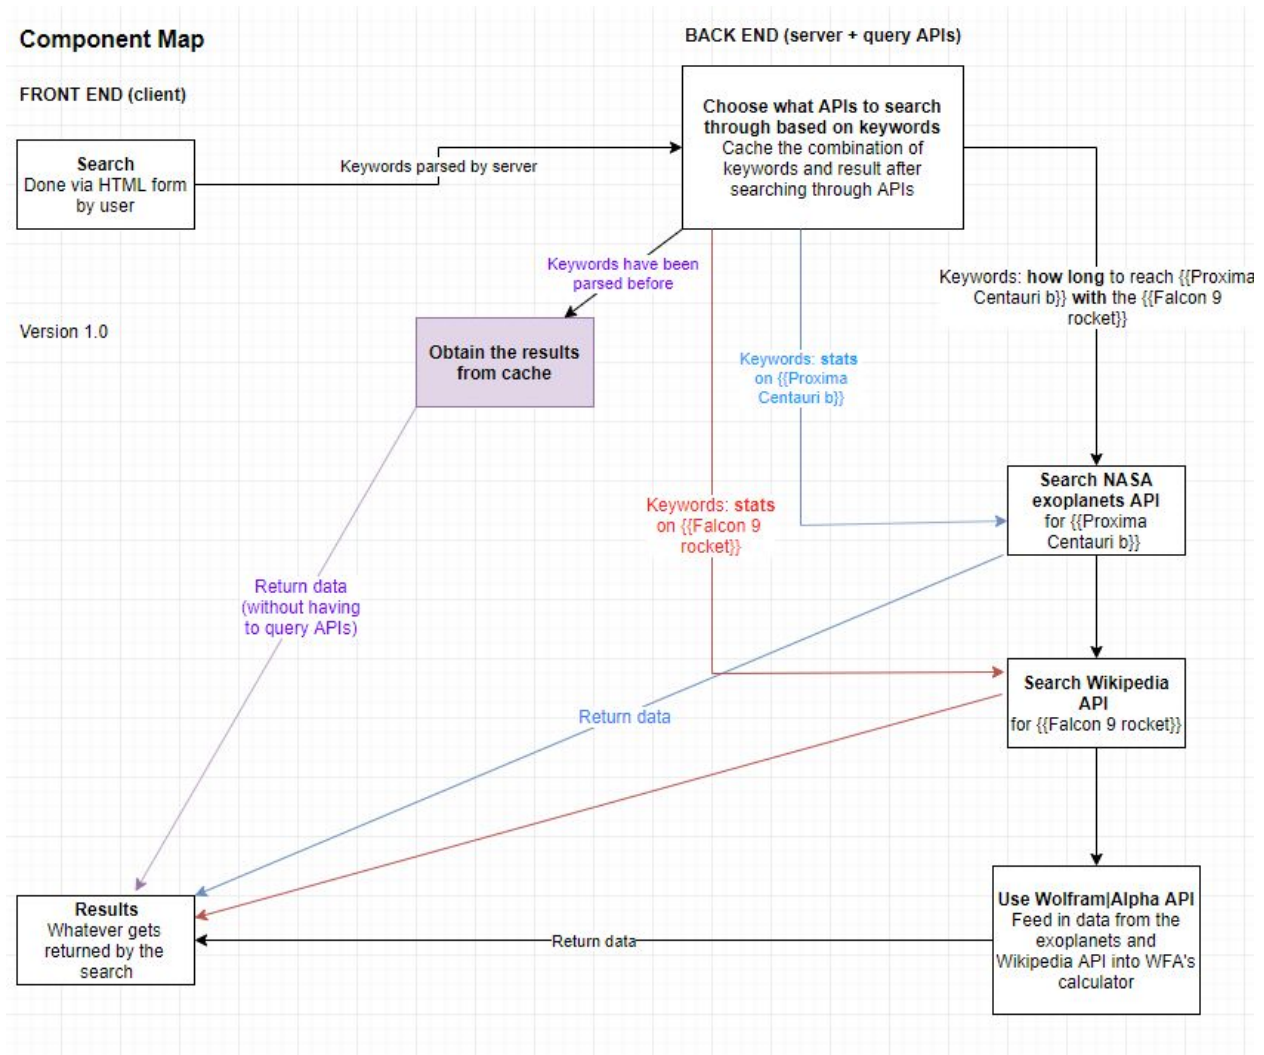 Component Map
BACK END (server + query APIs)
FRONT END (client)
Search
Done via HTML form
by user
Keywords parsed by server
Choose what APIs to search
through based on keywords
Cache the combination of
keywords and result after
searching through APIs
Keywords have been
parsed before
Keywords: how long to reach {{Proxima
Centauri b}} with the {{Falcon 9
rocket}}
Version 1.0
Obtain the results
from cache
Keywords: stats
on {{Proxima
Centauri b}}
Keywords: stats
on {{Falcon 9
rocket}}
Search NASA
exoplanets API
for {{Proxima
Centauri b}}
Return data
(without having
to query APIs)
Return data
Search Wikipedia
API
for {{Falcon 9 rocket}}
Results
Whatever gets
returned by the
search
Return data
Use Wolfram|Alpha API
Feed in data from the
exoplanets and
Wikipedia API into WFA's
calculator